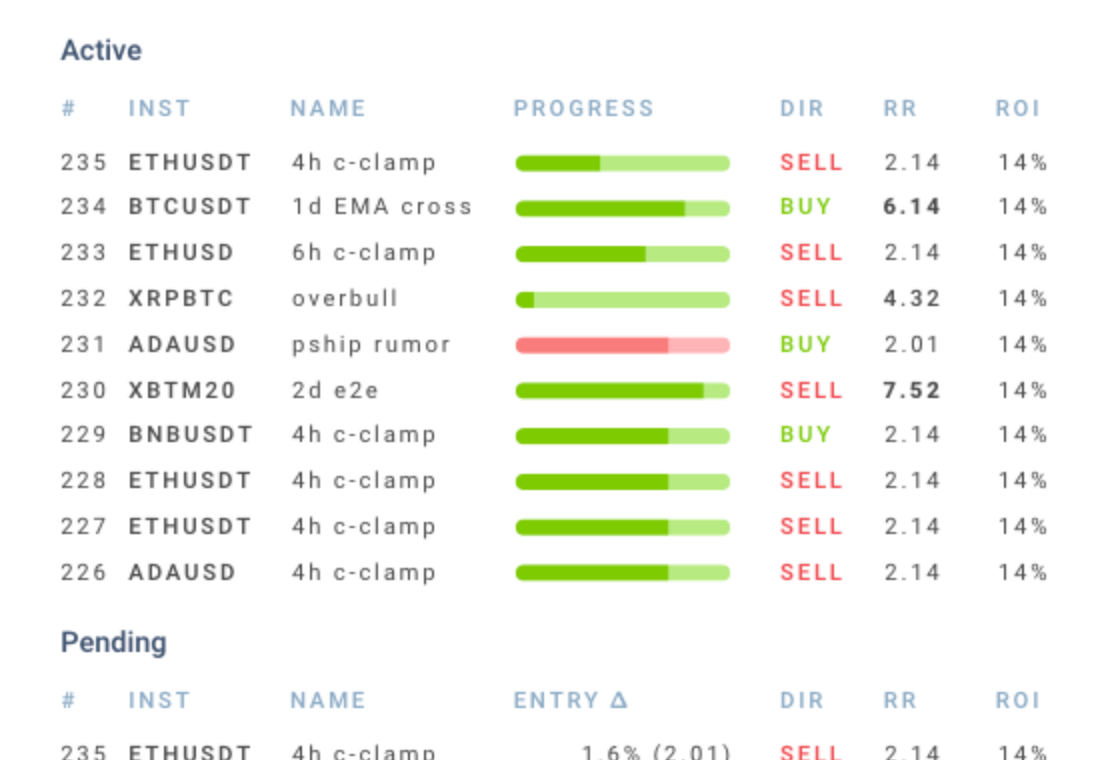 Active
# INST NAME PROGRESS DIR RR ROI
235 ETHUSDT 4h c-clamp SELL 2.14 14%
234 BTCUSDT 1d EMA cross BUY 6.14 14%
233 ETHUSD 6h c-clamp SELL 2.14 14%
232 XRPBTC overbull SELL 4.32 14%
231 ADAUSD pship rumor BUY 2.01 14%
230 XBTM20 2d e2e SELL 7.52 14%
229 BNBUSDT 4h c-clamp BUY 2.14 14%
228 ETHUSDT 4h c-clamp SELL 2.14 14%
227 ETHUSDT 4h c-clamp SELL 2.14 14%
226 ADAUSD 4h c-clamp SELL 2.14 14%
Pending
# INST NAME ENTRY Δ DIR RR ROI
235 ETHUSDT 4h c-clamp 1.6% (2.01) SELL 2.14 14%